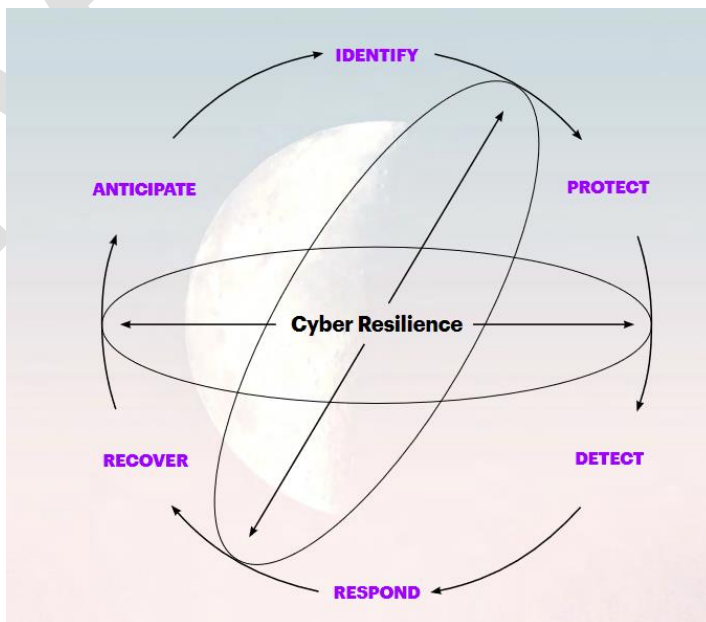 IDENTIFY
ANTICIPATE
PROTECT
Cyber Resilience
RECOVER
DETECT
RESPOND